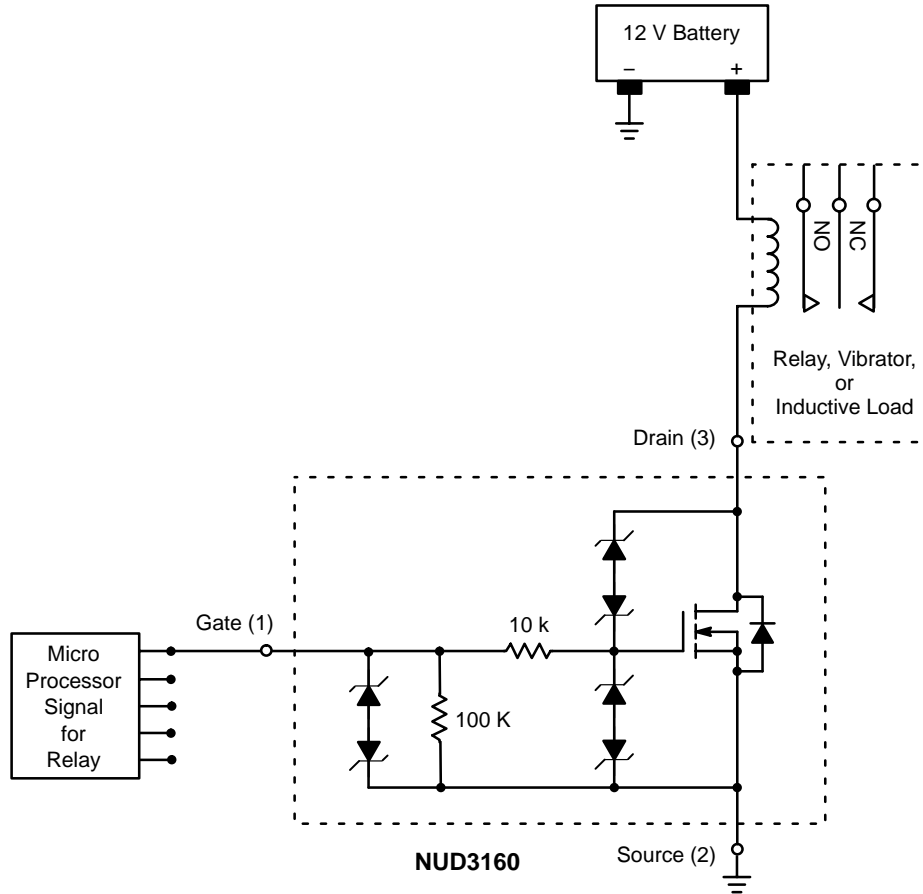 12 V Battery
– +
NO
NC
Relay, Vibrator,
or
Inductive Load
Drain (3)
Gate (1)
10 k
Micro
Processor
Signal
for
Relay
100 K
Source (2)
NUD3160